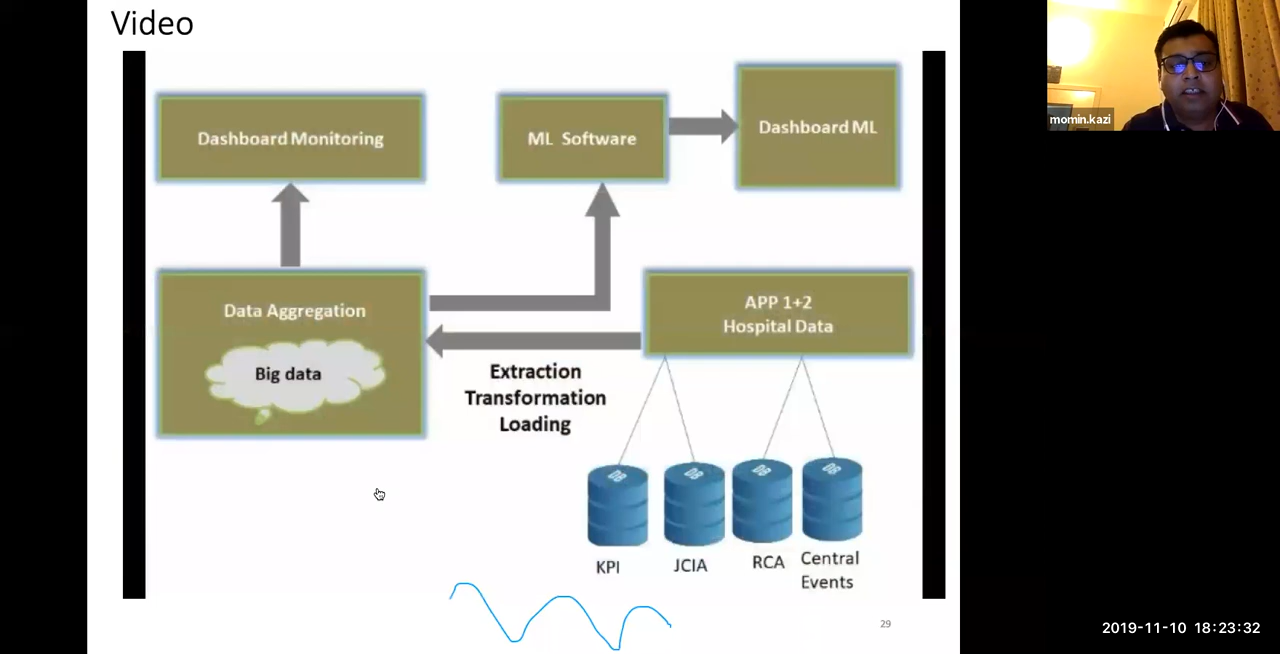 Video
Dashboard Monitoring
ML Software
Dashboard ML
Data Aggregation
Big data
APP 1+2
Hospital Data
Extraction
Transformation
Loading
KPI
JCIA
RCA
Central
Events
29
momin.kazi
2019-11-10 18:23:32